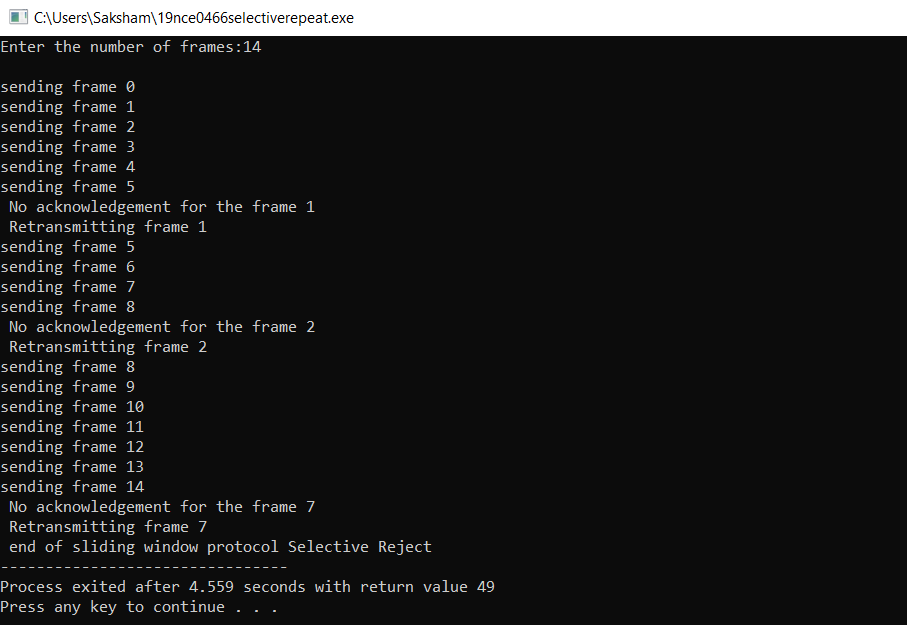 C:\Users\Saksham\19nce0466selectiverepeat.exe
Enter the number of frames:14
sending frame 0
sending frame 1
sending frame 2
sending frame 3
sending frame 4
sending frame 5
No acknowledgement for the frame 1
Retransmitting frame 1
sending frame 5
sending frame 6
sending frame 7
sending frame 8
No acknowledgement for the frame 2
Retransmitting frame 2
sending frame 8
sending frame 9
sending frame 10
sending frame 11
sending frame 12
sending frame 13
sending frame 14
No acknowledgement for the frame 7
Retransmitting frame 7
end of sliding window protocol Selective Reject
--------------------------------
Process exited after 4.559 seconds with return value 49
Press any key to continue . . .